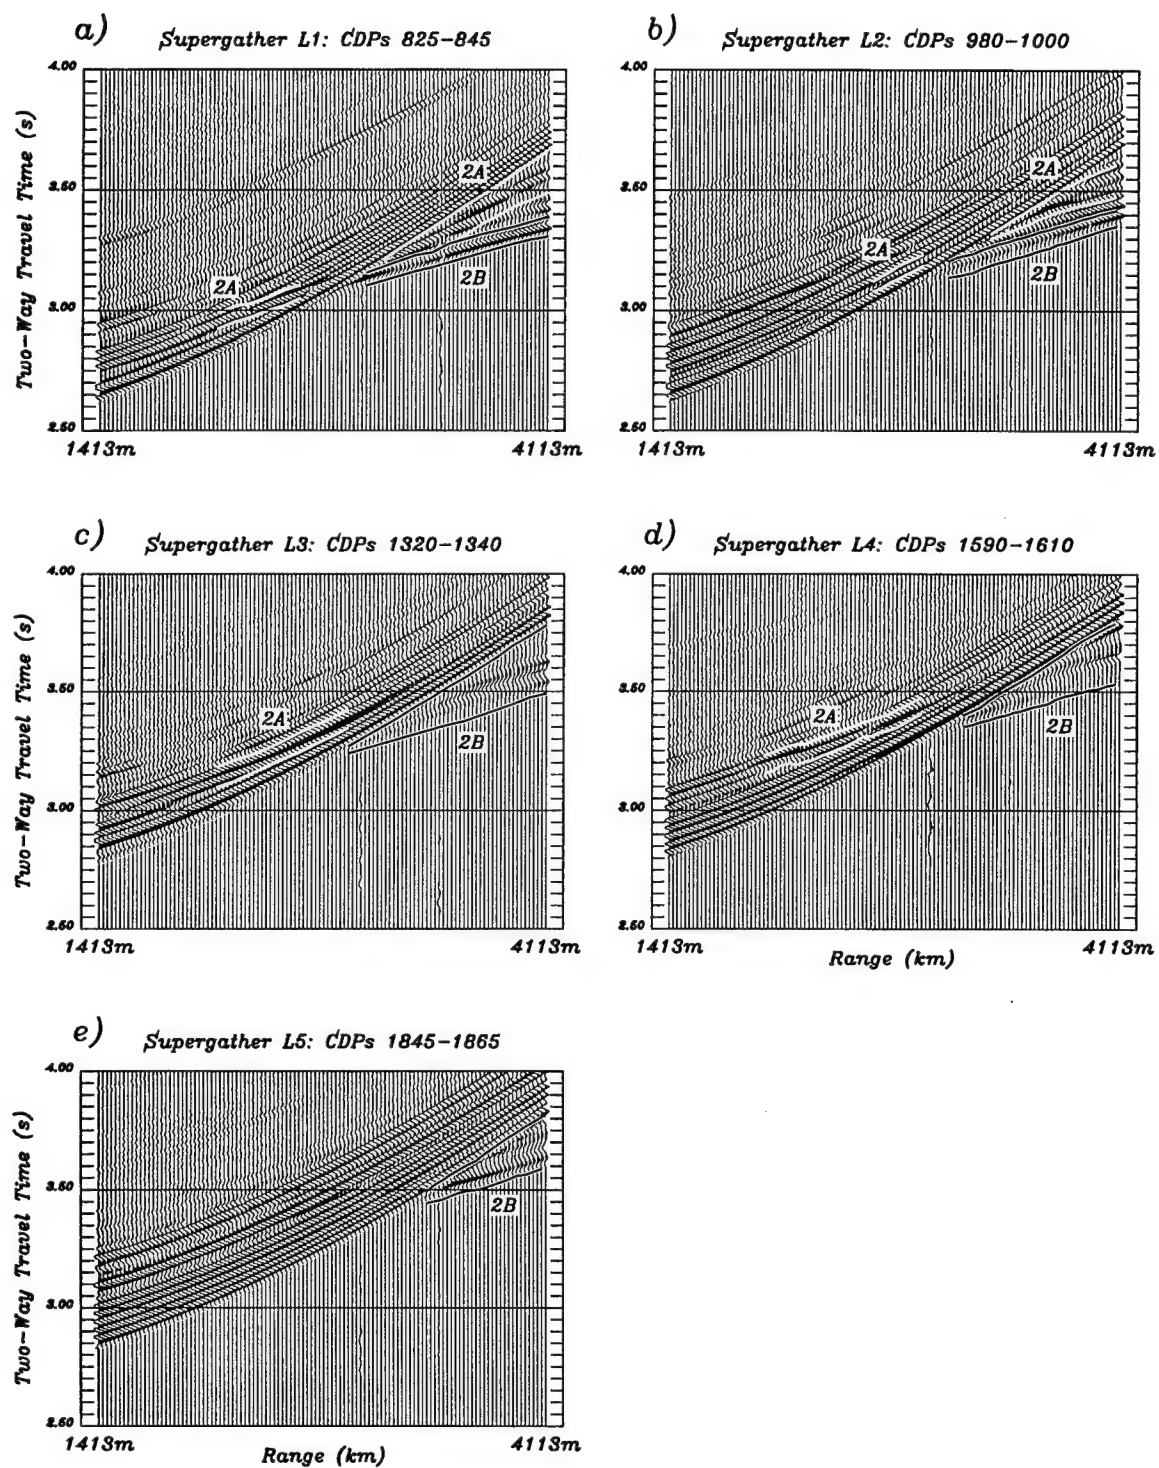 a) Supergather L1: CDPs 825-845
4.00
3.50
3.00
2.50
Two-Way Travel Time (s)
2A
2A
2B
1413m 4113m
b) Supergather L2: CDPs 980-1000
4.00
3.50
3.00
2.50
2A
2A
2B
1413m 4113m
c) Supergather L3: CDPs 1320-1340
4.00
3.50
3.00
2.50
Two-Way Travel Time (s)
2A
2B
1413m 4113m
d) Supergather L4: CDPs 1590-1610
4.00
3.50
3.00
2.50
2A
2B
1413m 4113m
Range (km)
e) Supergather L5: CDPs 1845-1865
4.00
3.50
3.00
2.50
Two-Way Travel Time (s)
2B
1413m 4113m
Range (km)